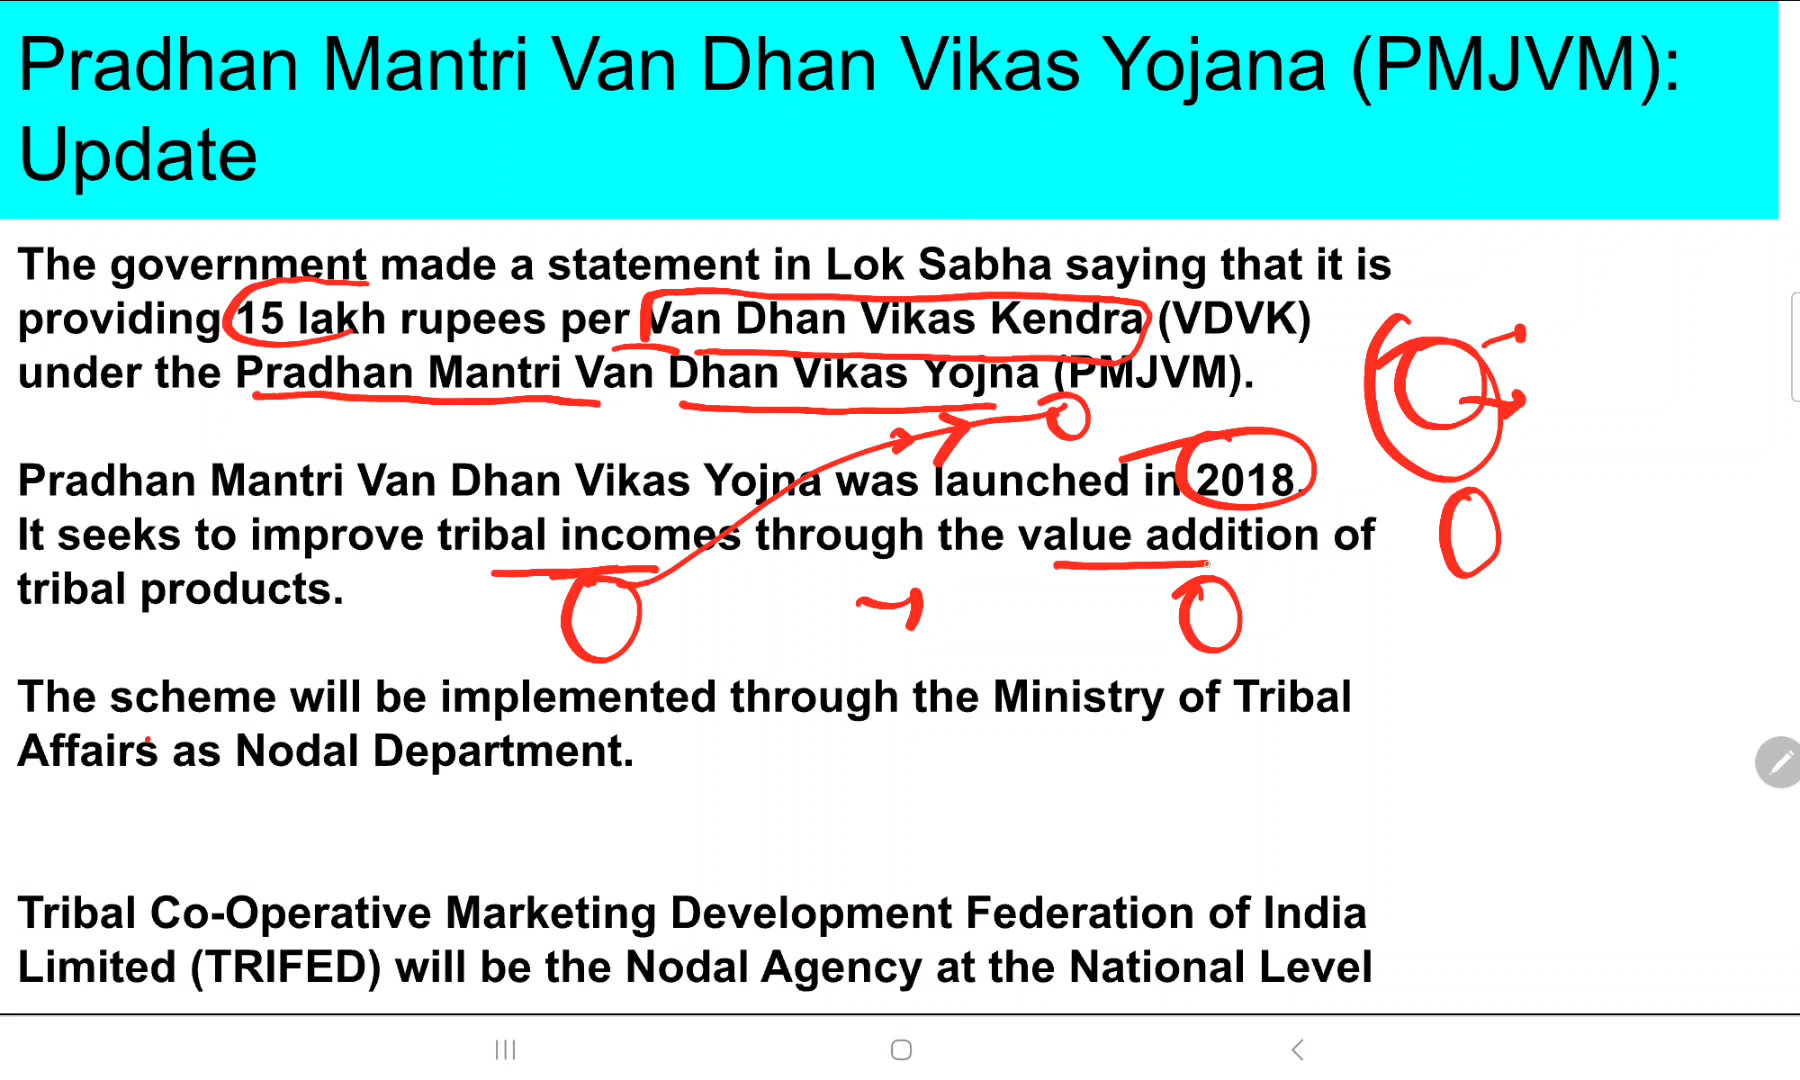 Pradhan Mantri Van Dhan Vikas Yojana (PMJVM):
Update
The government made a statement in Lok Sabha saying that it is
providing 15 lakh rupees per Van Dhan Vikas Kendra (VDVK)
under the Pradhan Mantri Van Dhan Vikas Yojna (PMJVM).
Pradhan Mantri Van Dhan Vikas Yojna was launched in 2018.
It seeks to improve tribal incomes through the value addition of
tribal products.
The scheme will be implemented through the Ministry of Tribal
Affairs as Nodal Department.
Tribal Co-Operative Marketing Development Federation of India
Limited (TRIFED) will be the Nodal Agency at the National Level